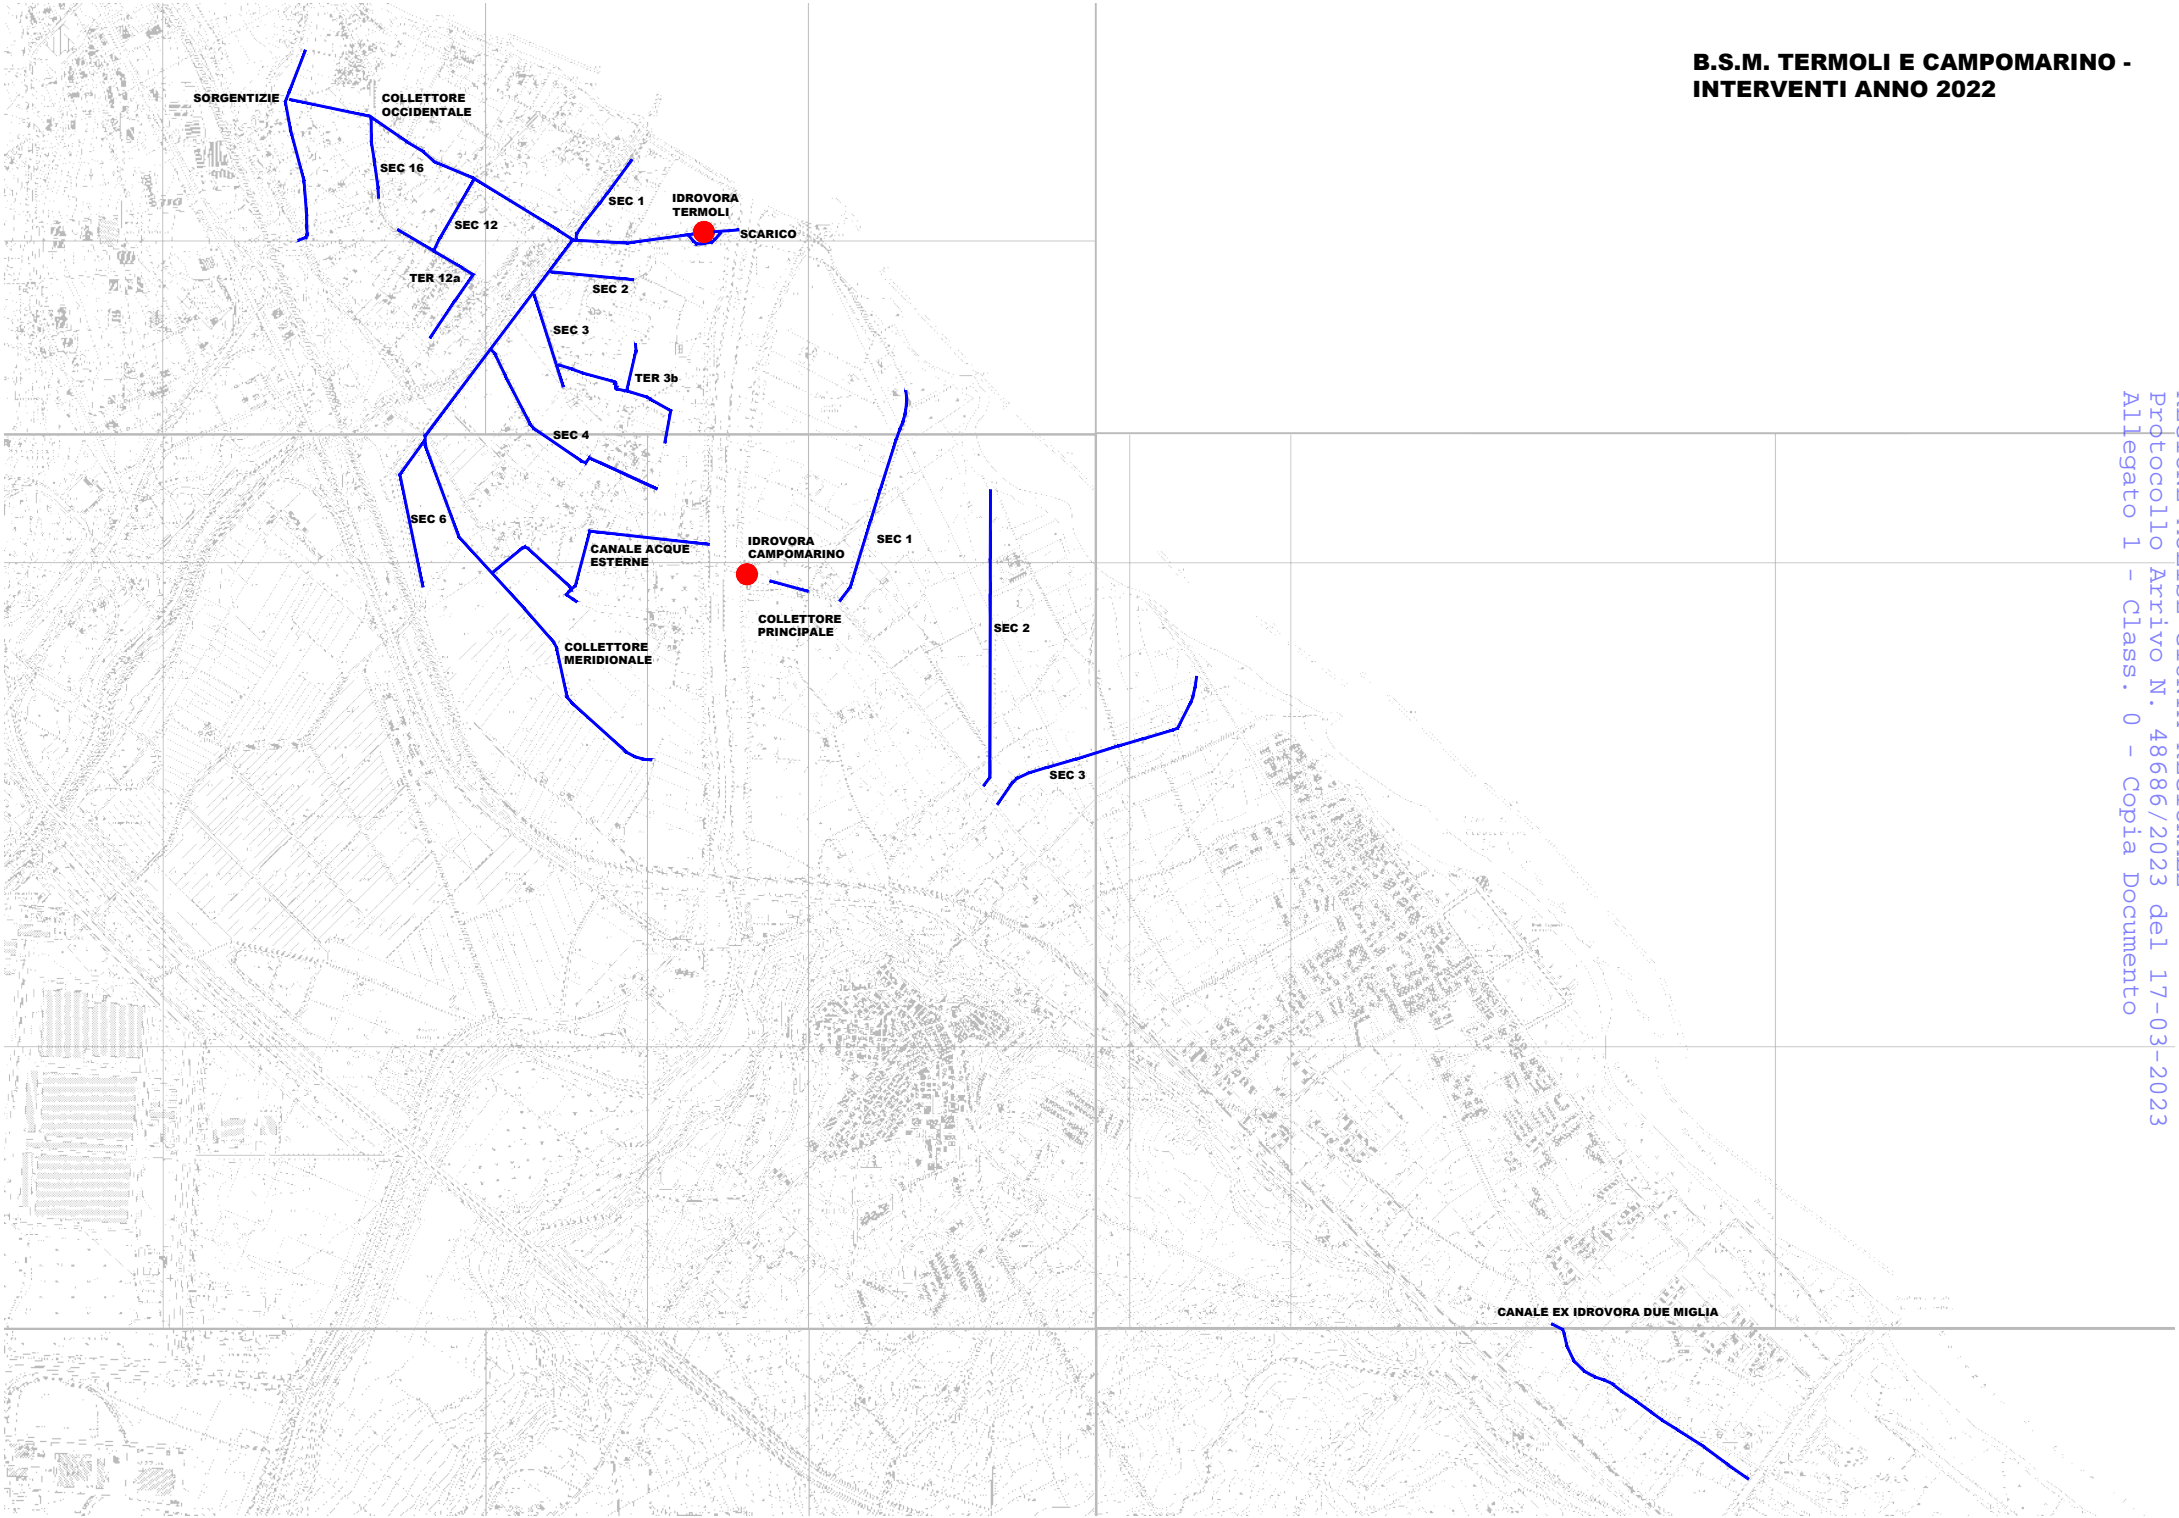 B.S.M. TERMOLI E CAMPOMARINO -
INTERVENTI ANNO 2022
SORGENTIZIE
COLLETTORE
OCCIDENTALE
SEC 16
SEC 12
TER 12a
SEC 1
IDROVORA
TERMOLI
SCARICO
SEC 2
SEC 3
TER 3b
SEC 4
SEC 6
CANALE ACQUE
ESTERNE
IDROVORA
CAMPOMARINO
SEC 1
COLLETTORE
PRINCIPALE
COLLETTORE
MERIDIONALE
SEC 2
SEC 3
CANALE EX IDROVORA DUE MIGLIA
Protocollo Arrivo N. 48686/2023 del 17-03-2023
Allegato 1 - Class. 0 - Copia Documento